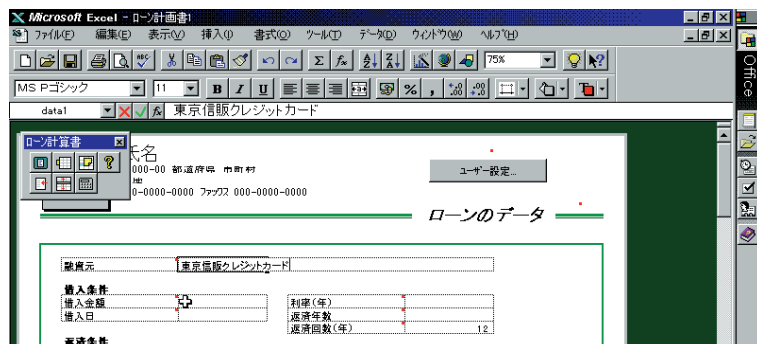 Microsoft Excel - ローン計画書1
ファイル(F) 編集(E) 表示(V) 挿入(I) 書式(O) ツール(T) データ(D) ウィンドウ(W) ヘルプ(H)
75%
MS Pゴシック 11 B I U % ,
data1 東京信販クレジットカード
ローン計算書
氏名
000-00 都道府県 市町村
0-0000-0000 ファックス 000-0000-0000
ユーザー設定...
ローンのデータ
融資元 東京信販クレジットカード
借入条件
借入金額 利率(年)
借入日 返済年数
返済回数(年) 12
返済条件
Office